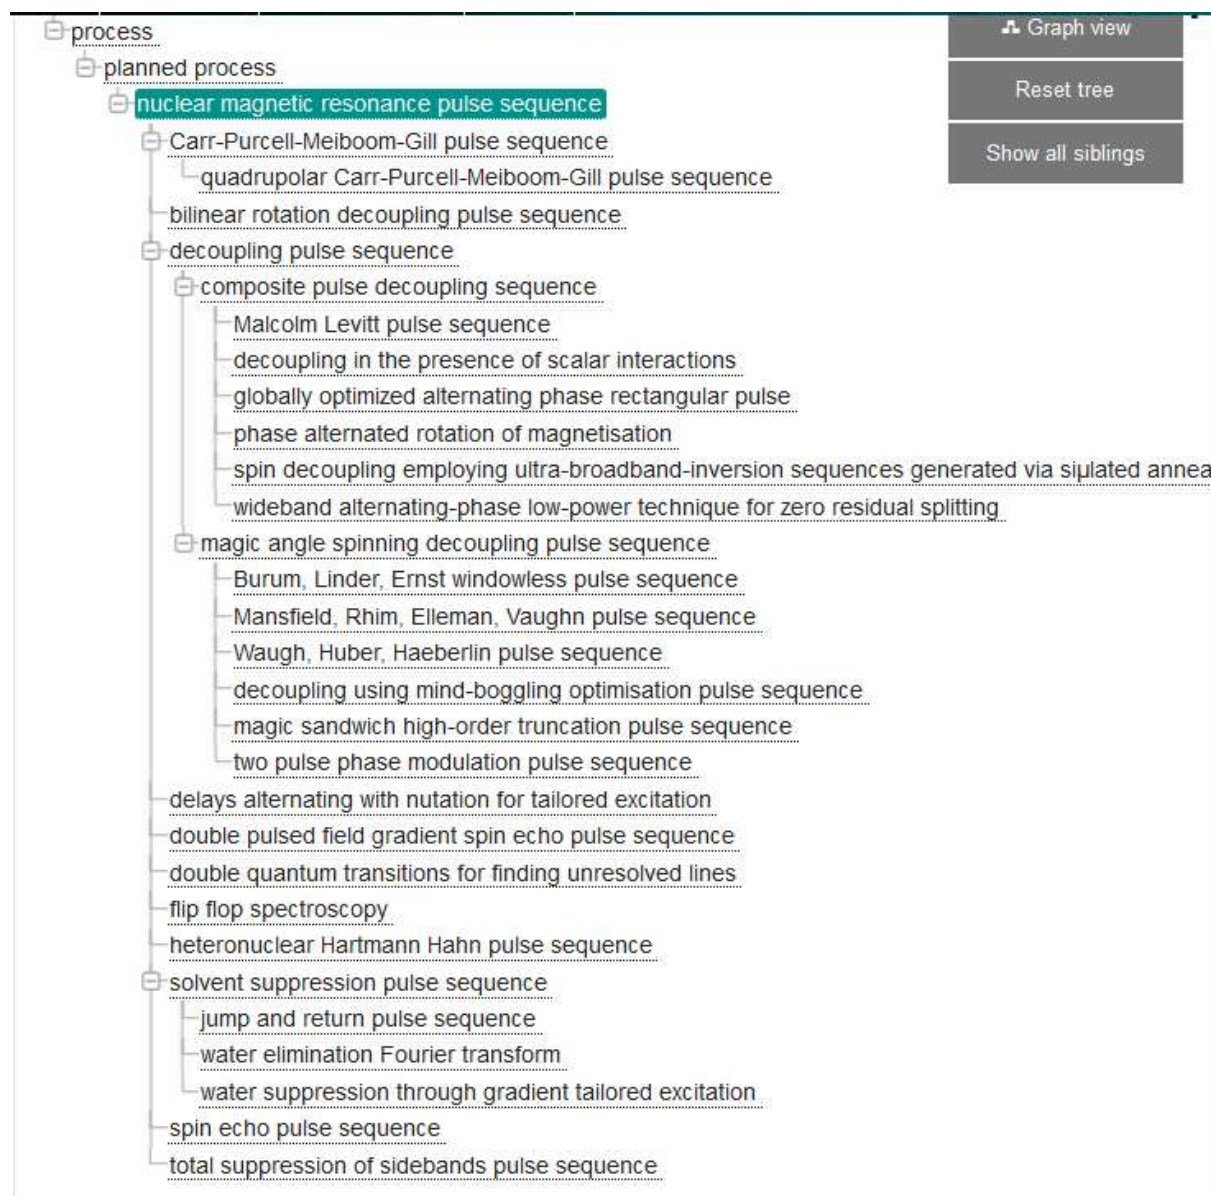 process
Graph view
planned process
Reset tree
nuclear magnetic resonance pulse sequence
Carr-Purcell-Meiboom-Gill pulse sequence
Show all siblings
quadrupolar Carr-Purcell-Meiboom-Gill pulse sequence
bilinear rotation decoupling pulse sequence
decoupling pulse sequence
composite pulse decoupling sequence
Malcolm Levitt pulse sequence
decoupling in the presence of scalar interactions
globally optimized alternating phase rectangular pulse
phase alternated rotation of magnetisation
spin decoupling employing ultra-broadband-inversion sequences generated via siμlated annea
wideband alternating-phase low-power technique for zero residual splitting
magic angle spinning decoupling pulse sequence
Burum, Linder, Ernst windowless pulse sequence
Mansfield, Rhim, Elleman, Vaughn pulse sequence
Waugh, Huber, Haeberlin pulse sequence
decoupling using mind-boggling optimisation pulse sequence
magic sandwich high-order truncation pulse sequence
two pulse phase modulation pulse sequence
delays alternating with nutation for tailored excitation
double pulsed field gradient spin echo pulse sequence
double quantum transitions for finding unresolved lines
flip flop spectroscopy
heteronuclear Hartmann Hahn pulse sequence
solvent suppression pulse sequence
jump and return pulse sequence
water elimination Fourier transform
water suppression through gradient tailored excitation
spin echo pulse sequence
total suppression of sidebands pulse sequence